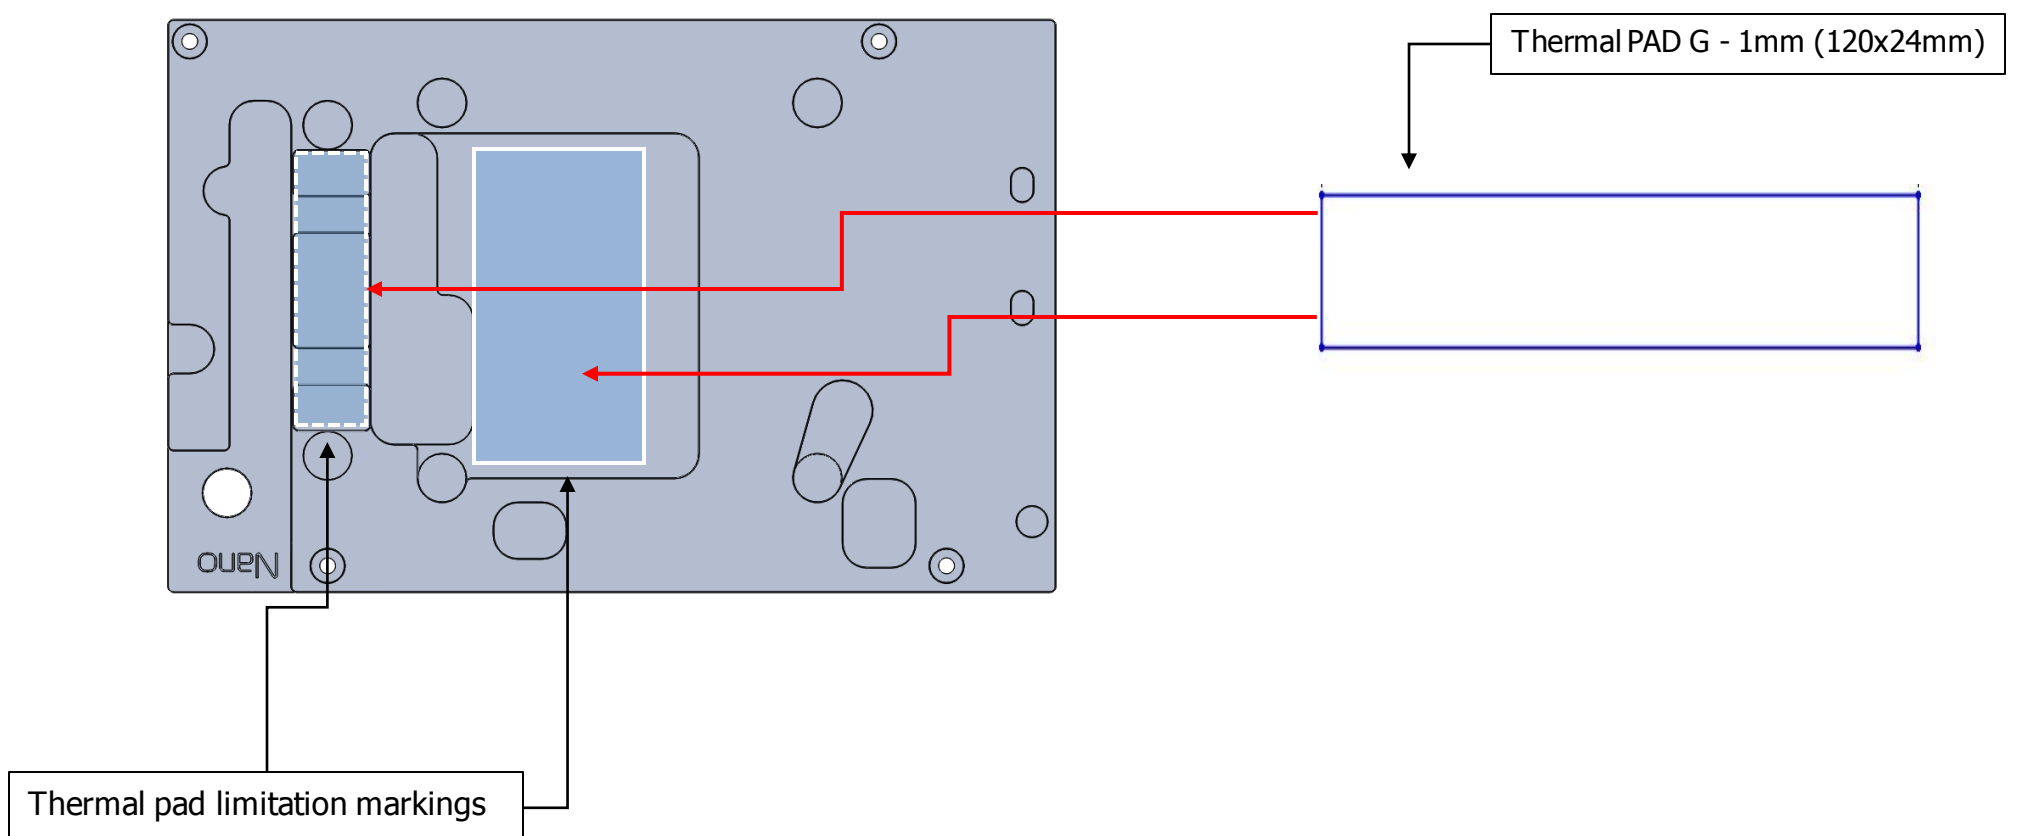 Thermal PAD G - 1mm (120x24mm)
Nano
Thermal pad limitation markings